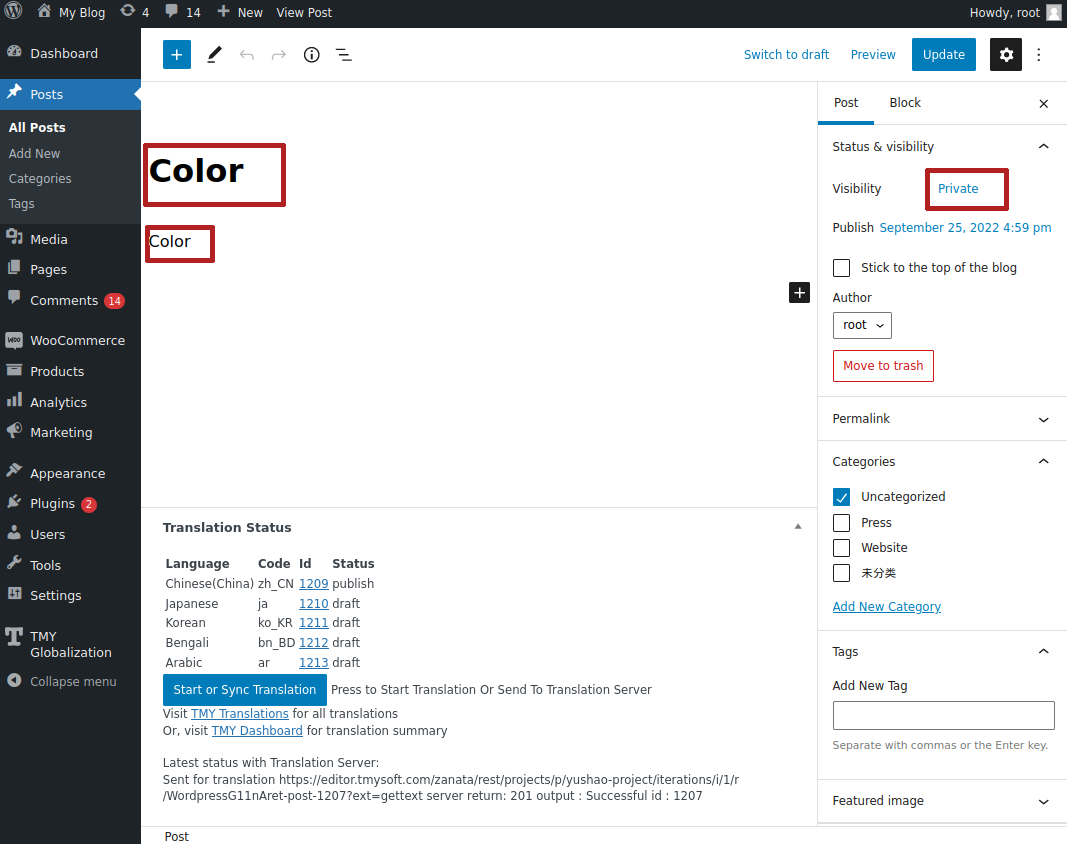 My Blog 4 14 New View Post Howdy, root
Dashboard
Posts
All Posts
Add New
Categories
Tags
Media
Pages
Comments 14
WooCommerce
Products
Analytics
Marketing
Appearance
Plugins 2
Users
Tools
Settings
TMY
Globalization
Collapse menu
Switch to draft Preview Update
Color
Color
Translation Status
Language Code Id Status
Chinese(China) zh_CN 1209 publish
Japanese ja 1210 draft
Korean ko_KR 1211 draft
Bengali bn_BD 1212 draft
Arabic ar 1213 draft
Start or Sync Translation Press to Start Translation Or Send To Translation Server
Visit TMY Translations for all translations
Or, visit TMY Dashboard for translation summary
Latest status with Translation Server:
Sent for translation https://editor.tmysoft.com/zanata/rest/projects/p/yushao-project/iterations/i/1/r
/WordpressG11nAret-post-1207?ext=gettext server return: 201 output : Successful id : 1207
Post
Post Block
Status & visibility
Visibility Private
Publish September 25, 2022 4:59 pm
Stick to the top of the blog
Author
root
Move to trash
Permalink
Categories
Uncategorized
Press
Website
未分类
Add New Category
Tags
Add New Tag
Separate with commas or the Enter key.
Featured image